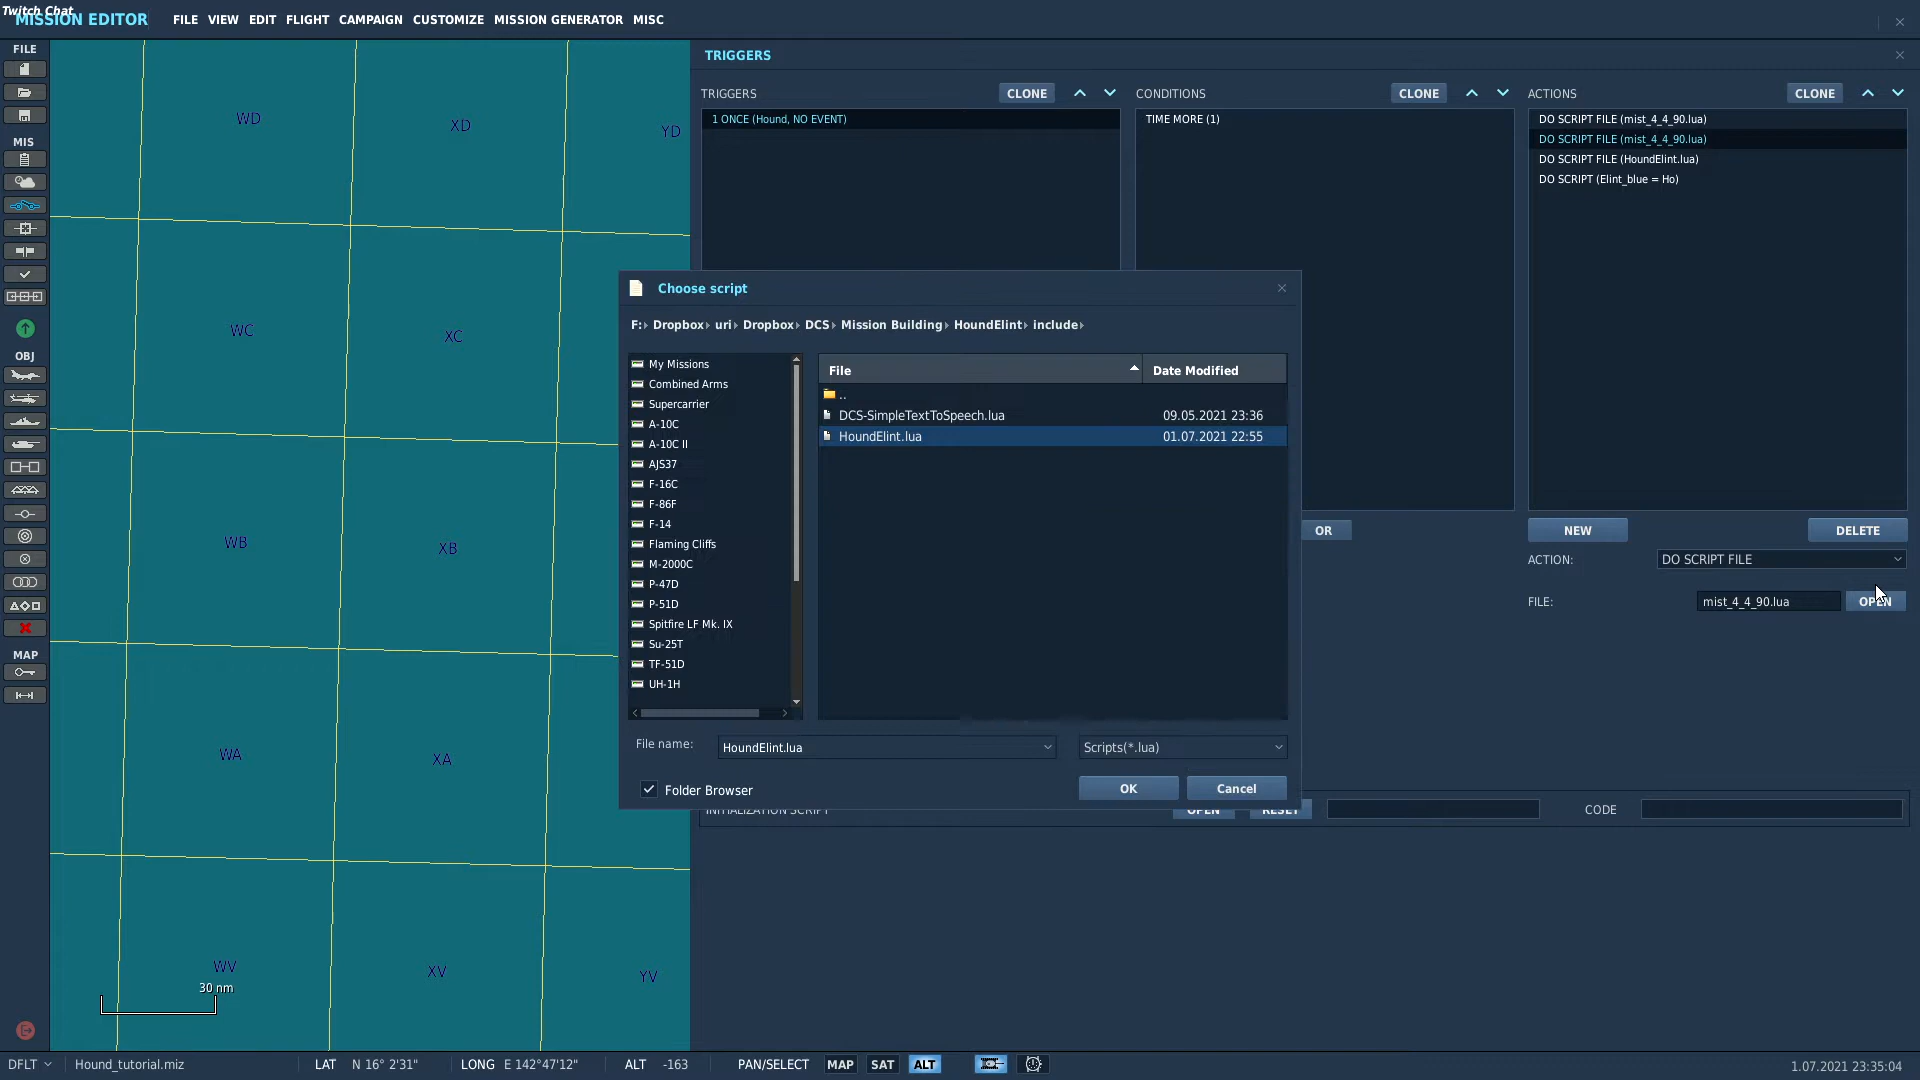 Twitch Chat
MISSION EDITOR
FILE VIEW EDIT FLIGHT CAMPAIGN CUSTOMIZE MISSION GENERATOR MISC
FILE
MIS
OBJ
MAP
WD
XD
YD
WC
XC
WB
XB
WA
XA
WV
XV
YV
30 nm
TRIGGERS
TRIGGERS CLONE
1 ONCE (Hound, NO EVENT)
CONDITIONS CLONE
TIME MORE (1)
ACTIONS CLONE
DO SCRIPT FILE (mist_4_4_90.lua)
DO SCRIPT FILE (mist_4_4_90.lua)
DO SCRIPT FILE (HoundElint.lua)
DO SCRIPT (Elint_blue = Ho)
OR
NEW DELETE
ACTION: DO SCRIPT FILE
FILE: mist_4_4_90.lua OPEN
Choose script
F: Dropbox uri Dropbox DCS Mission Building HoundElint include
My Missions
Combined Arms
Supercarrier
A-10C
A-10C II
AJS37
F-16C
F-86F
F-14
Flaming Cliffs
M-2000C
P-47D
P-51D
Spitfire LF Mk. IX
Su-25T
TF-51D
UH-1H
File Date Modified
..
DCS-SimpleTextToSpeech.lua 09.05.2021 23:36
HoundElint.lua 01.07.2021 22:55
File name: HoundElint.lua Scripts(*.lua)
Folder Browser OK Cancel
INITIALIZATION SCRIPT OPEN RESET CODE
DFLT Hound_tutorial.miz LAT N 16° 2'31" LONG E 142°47'12" ALT -163 PAN/SELECT MAP SAT ALT 1.07.2021 23:35:04